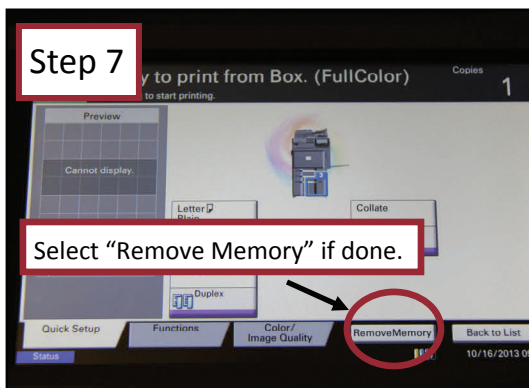 Step 7
y to print from Box. (FullColor)
Copies
1
to start printing.
Preview
Cannot display.
Letter
Plain
Collate
Select “Remove Memory” if done.
Duplex
Quick Setup
Functions
Color/
Image Quality
RemoveMemory
Back to List
Status
10/16/2013 09